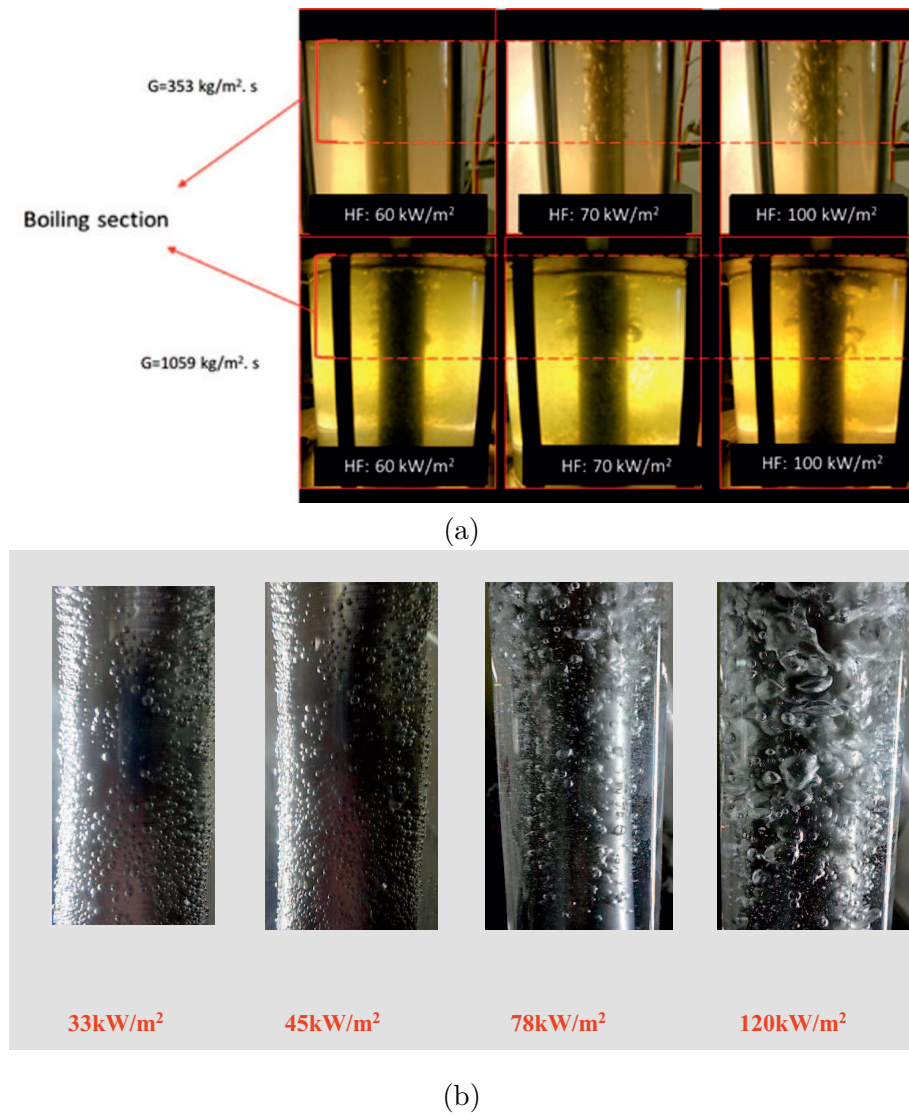 G=353 kg/m². s
HF: 60 kW/m²
HF: 70 kW/m²
HF: 100 kW/m²
Boiling section
G=1059 kg/m². s
HF: 60 kW/m²
HF: 70 kW/m²
HF: 100 kW/m²
(a)
33kW/m²
45kW/m²
78kW/m²
120kW/m²
(b)